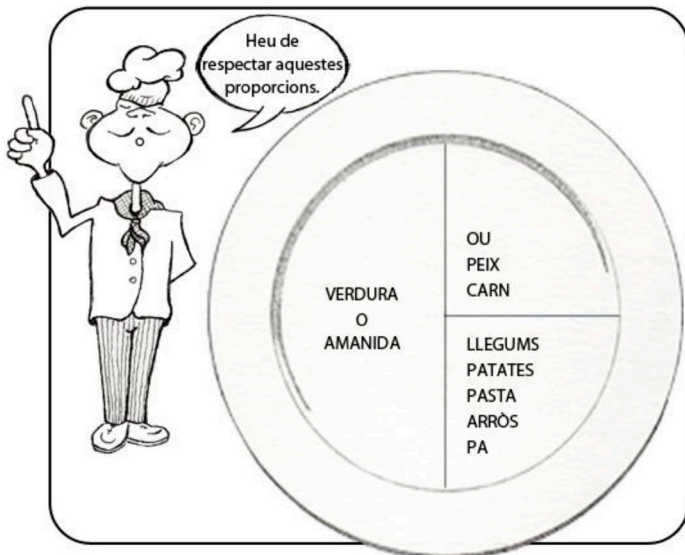 Heu de
respectar aquestes
proporcions.
VERDURA
O
AMANIDA
OU
PEIX
CARN
LLEGUMS
PATATES
PASTA
ARRÒS
PA